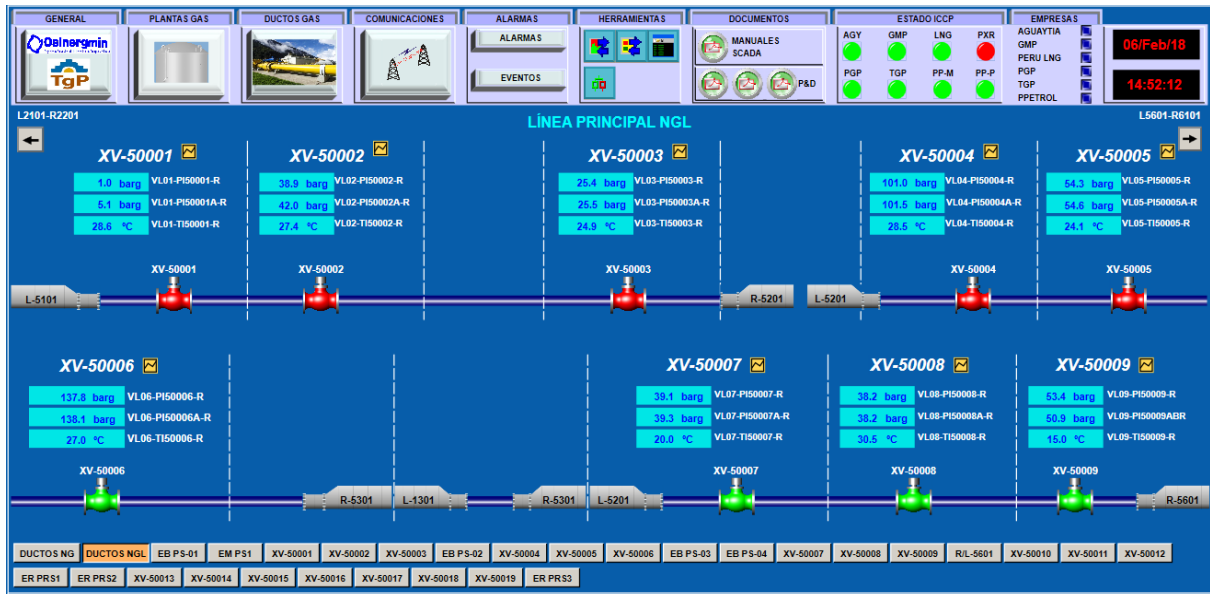 GENERAL PLANTAS GAS DUCTOS GAS COMUNICACIONES ALARMAS HERRAMIENTAS DOCUMENTOS ESTADO ICCP EMPRESAS
Osinergmin
TgP
ALARMAS
EVENTOS
MANUALES
SCADA
P&D
AGY GMP LNG PXR
PGP TGP PP-M PP-P
AGUAYTIA
GMP
PERU LNG
PGP
TGP
PPETROL
06/Feb/18
14:52:12
L2101-R2201
LÍNEA PRINCIPAL NGL
L5601-R6101
XV-50001 XV-50002 XV-50003 XV-50004 XV-50005
1.0 barg VL01-PI50001-R 38.9 barg VL02-PI50002-R 25.4 barg VL03-PI50003-R 101.0 barg VL04-PI50004-R 54.3 barg VL05-PI50005-R
5.1 barg VL01-PI50001A-R 42.0 barg VL02-PI50002A-R 25.5 barg VL03-PI50003A-R 101.5 barg VL04-PI50004A-R 54.6 barg VL05-PI50005A-R
28.6 ºC VL01-TI50001-R 27.4 ºC VL02-TI50002-R 24.9 ºC VL03-TI50003-R 28.5 ºC VL04-TI50004-R 24.1 ºC VL05-TI50005-R
XV-50001 XV-50002 XV-50003 XV-50004 XV-50005
L-5101 R-5201 L-5201
XV-50006 XV-50007 XV-50008 XV-50009
137.8 barg VL06-PI50006-R 39.1 barg VL07-PI50007-R 38.2 barg VL08-PI50008-R 53.4 barg VL09-PI50009-R
138.1 barg VL06-PI50006A-R 39.3 barg VL07-PI50007A-R 38.2 barg VL08-PI50008A-R 50.9 barg VL09-PI50009ABR
27.0 ºC VL06-TI50006-R 20.0 ºC VL07-TI50007-R 30.5 ºC VL08-TI50008-R 15.0 ºC VL09-TI50009-R
XV-50006 XV-50007 XV-50008 XV-50009
R-5301 L-1301 R-5301 L-5201 R-5601
DUCTOS NG DUCTOS NGL EB PS-01 EM PS1 XV-50001 XV-50002 XV-50003 EB PS-02 XV-50004 XV-50005 XV-50006 EB PS-03 EB PS-04 XV-50007 XV-50008 XV-50009 R/L-5601 XV-50010 XV-50011 XV-50012
ER PRS1 ER PRS2 XV-50013 XV-50014 XV-50015 XV-50016 XV-50017 XV-50018 XV-50019 ER PRS3